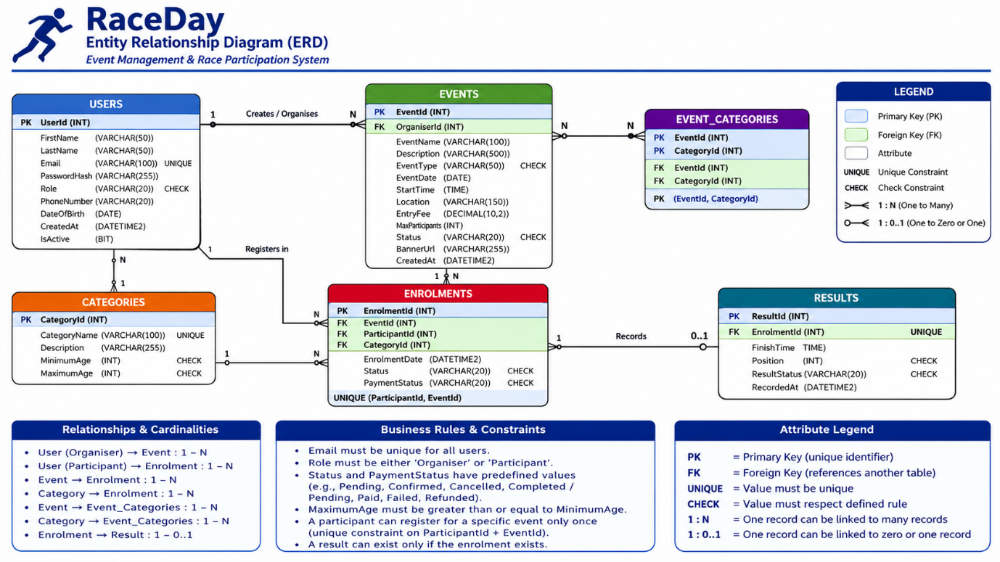 RaceDay
Entity Relationship Diagram (ERD)
Event Management & Race Participation System
USERS
PK UserId (INT)
FirstName (VARCHAR(50))
LastName (VARCHAR(50))
Email (VARCHAR(100)) UNIQUE
PasswordHash (VARCHAR(255))
Role (VARCHAR(20)) CHECK
PhoneNumber (VARCHAR(20))
DateOfBirth (DATE)
CreatedAt (DATETIME2)
IsActive (BIT)
1 Creates / Organises N
EVENTS
PK EventId (INT)
FK OrganiserId (INT)
EventName (VARCHAR(100))
Description (VARCHAR(500))
EventType (VARCHAR(50)) CHECK
EventDate (DATE)
StartTime (TIME)
Location (VARCHAR(150))
EntryFee (DECIMAL(10,2))
MaxParticipants (INT)
Status (VARCHAR(20)) CHECK
BannerUrl (VARCHAR(255))
CreatedAt (DATETIME2)
N N
EVENT_CATEGORIES
PK EventId (INT)
PK CategoryId (INT)
FK EventId (INT)
FK CategoryId (INT)
PK (EventId, CategoryId)
LEGEND
Primary Key (PK)
Foreign Key (FK)
Attribute
UNIQUE Unique Constraint
CHECK Check Constraint
1 : N (One to Many)
1 : 0..1 (One to Zero or One)
1 Registers in N
N
1
1 N
CATEGORIES
PK CategoryId (INT)
CategoryName (VARCHAR(100)) UNIQUE
Description (VARCHAR(255))
MinimumAge (INT) CHECK
MaximumAge (INT) CHECK
1 N
ENROLMENTS
PK EnrolmentId (INT)
FK EventId (INT)
FK ParticipantId (INT)
FK CategoryId (INT)
EnrolmentDate (DATETIME2)
Status (VARCHAR(20)) CHECK
PaymentStatus (VARCHAR(20)) CHECK
UNIQUE (ParticipantId, EventId)
1 Records 0..1
RESULTS
PK ResultId (INT)
FK EnrolmentId (INT) UNIQUE
FinishTime TIME)
Position (INT) CHECK
ResultStatus (VARCHAR(20)) CHECK
RecordedAt (DATETIME2)
Relationships & Cardinalities
• User (Organiser) → Event : 1 – N
• User (Participant) → Enrolment : 1 – N
• Event → Enrolment : 1 – N
• Category → Enrolment : 1 – N
• Event → Event_Categories : 1 – N
• Category → Event_Categories : 1 – N
• Enrolment → Result : 1 – 0..1
Business Rules & Constraints
• Email must be unique for all users.
• Role must be either ‘Organiser’ or ‘Participant’.
• Status and PaymentStatus have predefined values
(e.g., Pending, Confirmed, Cancelled, Completed /
Pending, Paid, Failed, Refunded).
• MaximumAge must be greater than or equal to MinimumAge.
• A participant can register for a specific event only once
(unique constraint on ParticipantId + EventId).
• A result can exist only if the enrolment exists.
Attribute Legend
PK = Primary Key (unique identifier)
FK = Foreign Key (references another table)
UNIQUE = Value must be unique
CHECK = Value must respect defined rule
1 : N = One record can be linked to many records
1 : 0..1 = One record can be linked to zero or one record